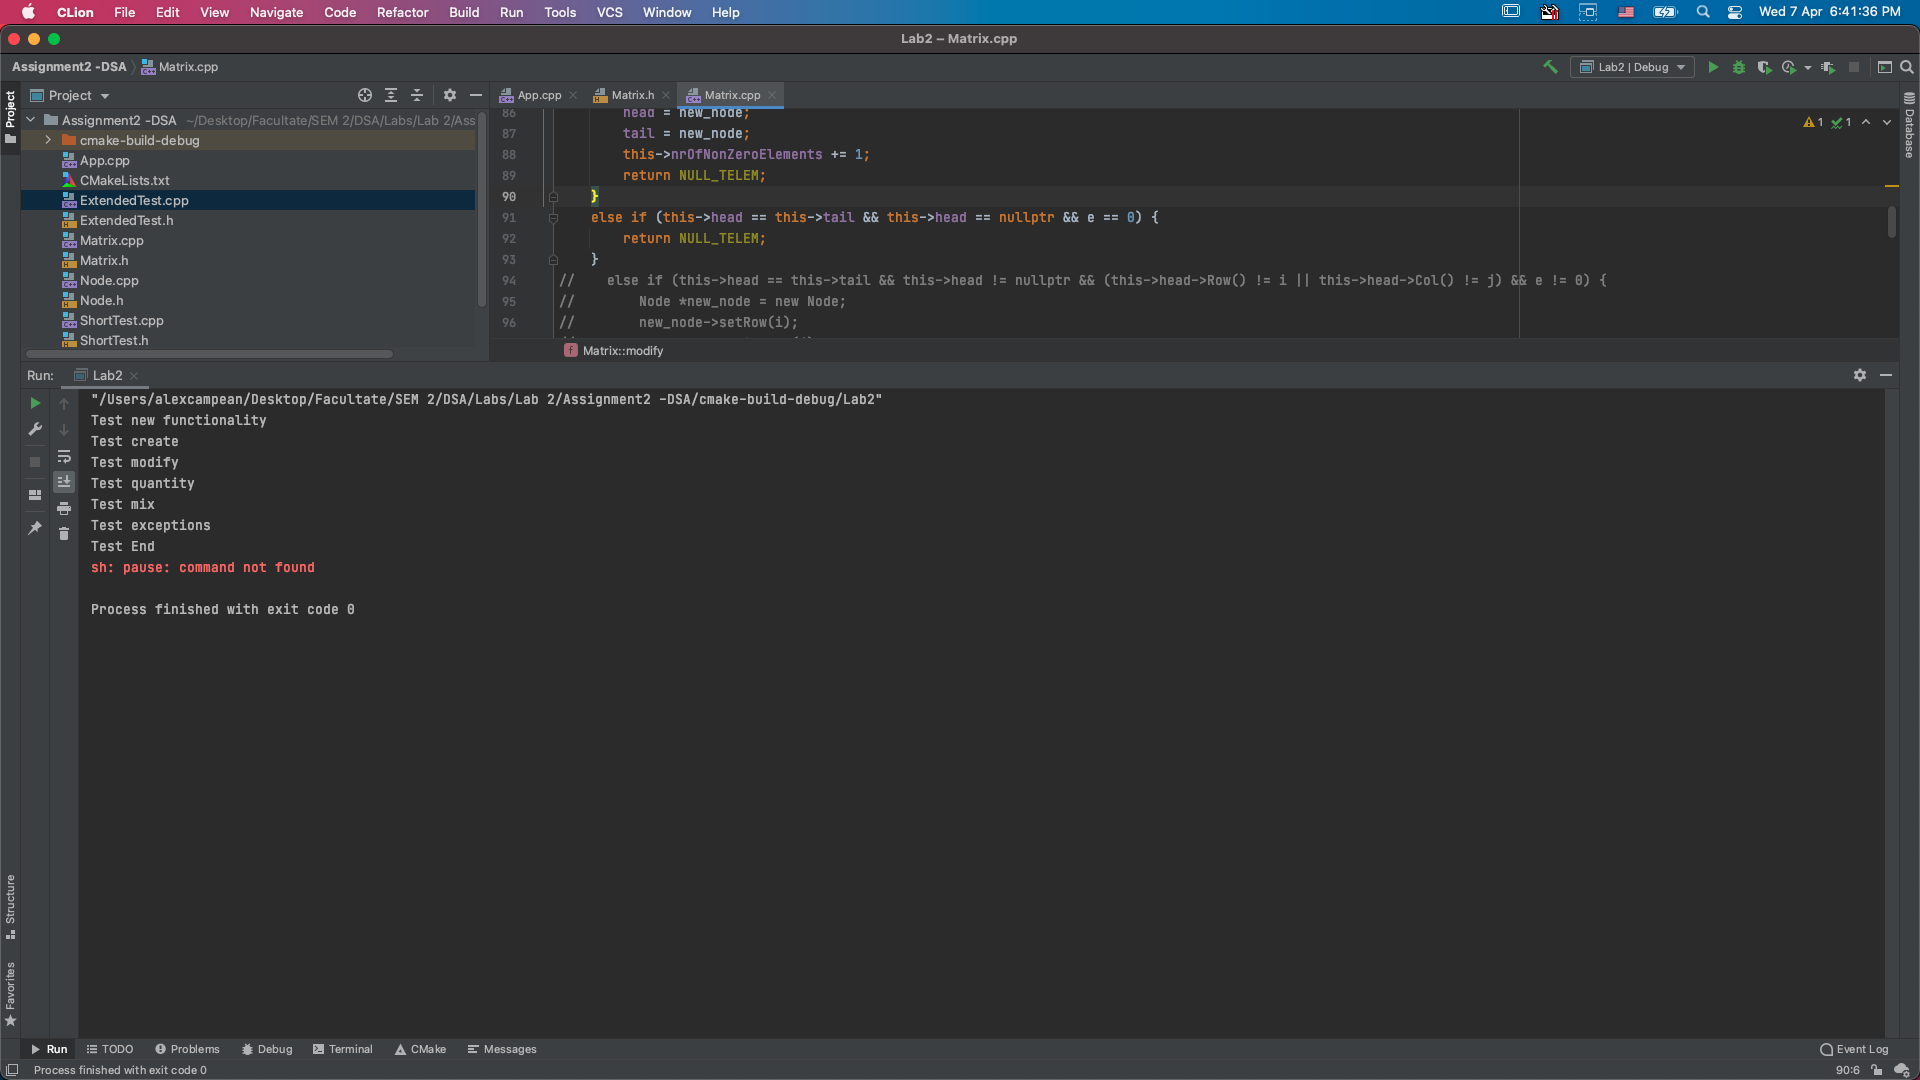 CLion File Edit View Navigate Code Refactor Build Run Tools VCS Window Help Wed 7 Apr 6:41:36 PM
Lab2 – Matrix.cpp
Assignment2 -DSA Matrix.cpp Lab2 | Debug
Project
Project
Assignment2 -DSA ~/Desktop/Facultate/SEM 2/DSA/Labs/Lab 2/Ass
cmake-build-debug
App.cpp
CMakeLists.txt
ExtendedTest.cpp
ExtendedTest.h
Matrix.cpp
Matrix.h
Node.cpp
Node.h
ShortTest.cpp
ShortTest.h
App.cpp Matrix.h Matrix.cpp
1 1
Database
86 head = new_node;
87 tail = new_node;
88 this->nrOfNonZeroElements += 1;
89 return NULL_TELEM;
90 }
91 else if (this->head == this->tail && this->head == nullptr && e == 0) {
92 return NULL_TELEM;
93 }
94 // else if (this->head == this->tail && this->head != nullptr && (this->head->Row() != i || this->head->Col() != j) && e != 0) {
95 // Node *new_node = new Node;
96 // new_node->setRow(i);
f Matrix::modify
Run: Lab2
"/Users/alexcampean/Desktop/Facultate/SEM 2/DSA/Labs/Lab 2/Assignment2 -DSA/cmake-build-debug/Lab2"
Test new functionality
Test create
Test modify
Test quantity
Test mix
Test exceptions
Test End
sh: pause: command not found
Process finished with exit code 0
Structure
Favorites
Run TODO Problems Debug Terminal CMake Messages Event Log
Process finished with exit code 0 90:6